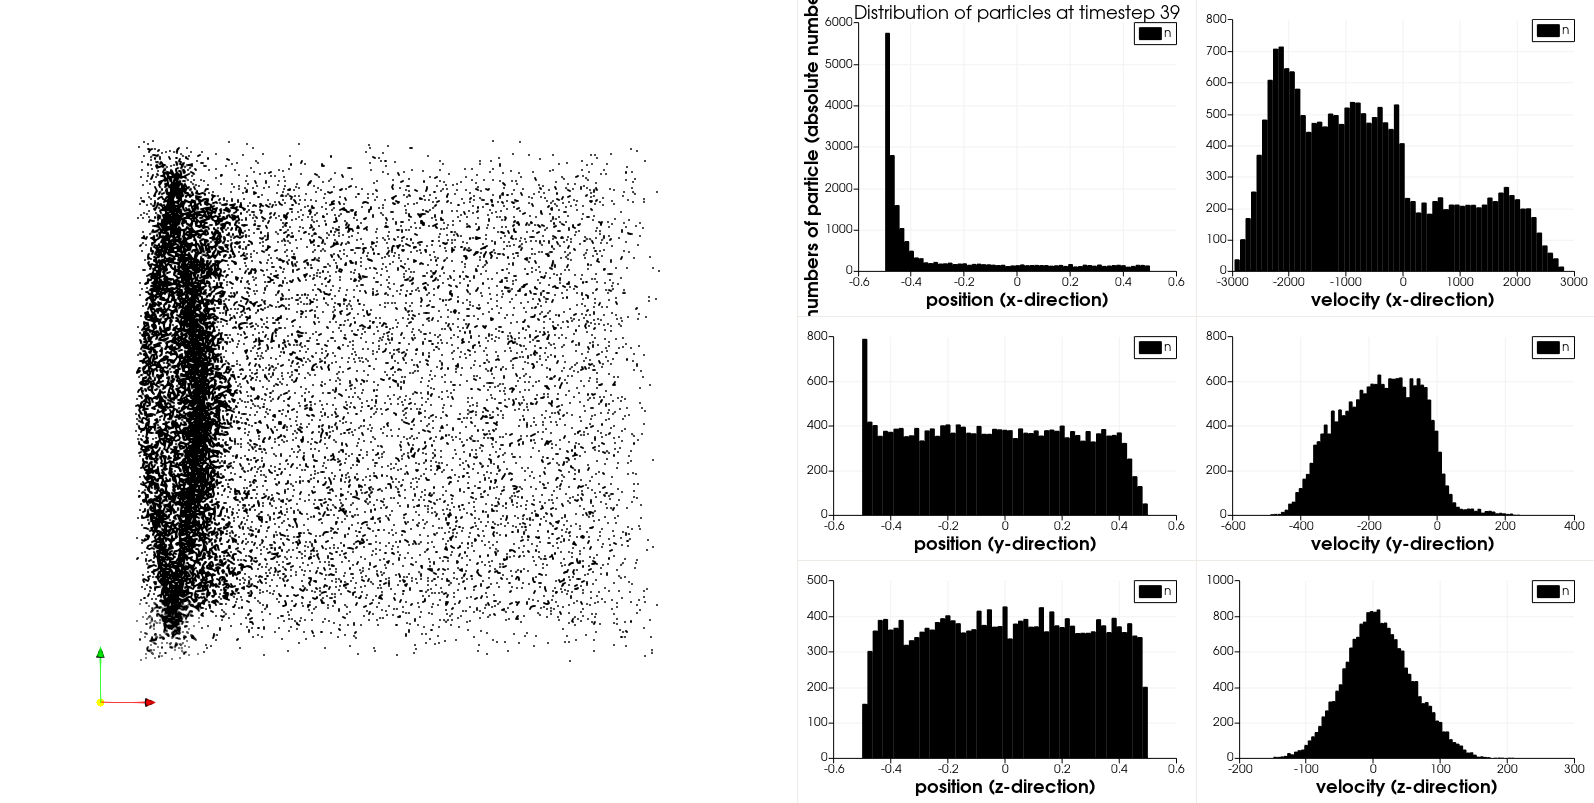 Distribution of particles at timestep 39
numbers of particle (absolute numbe
6000
5000
4000
3000
2000
1000
0
n
-0.6 -0.4 -0.2 0 0.2 0.4 0.6
position (x-direction)
800
700
600
500
400
300
200
100
0
n
-3000 -2000 -1000 0 1000 2000 3000
velocity (x-direction)
800
600
400
200
0
n
-0.6 -0.4 -0.2 0 0.2 0.4 0.6
position (y-direction)
800
600
400
200
0
n
-600 -400 -200 0 200 400
velocity (y-direction)
500
400
300
200
100
0
n
-0.6 -0.4 -0.2 0 0.2 0.4 0.6
position (z-direction)
1000
800
600
400
200
0
n
-200 -100 0 100 200 300
velocity (z-direction)